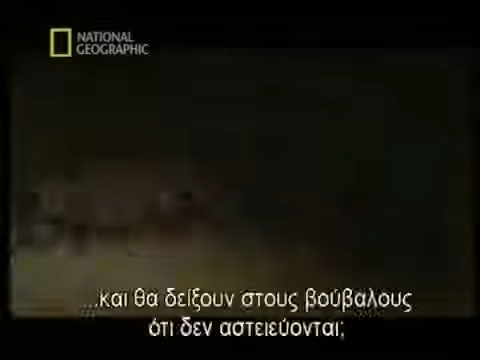 NATIONAL
GEOGRAPHIC
...και θα δείξουν στους βούβαλους
ότι δεν αστειεύονται;